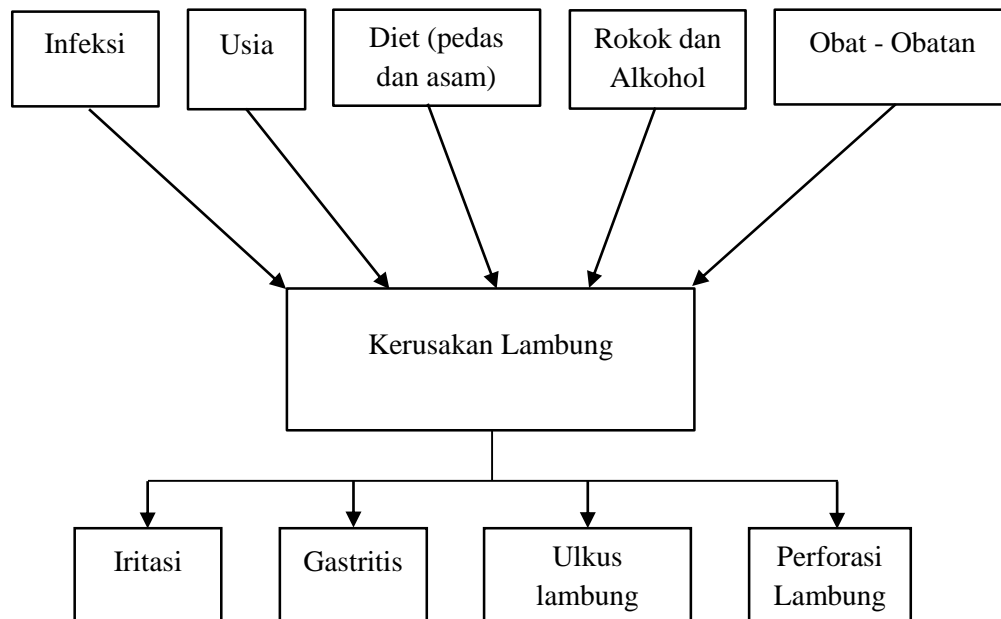 Infeksi
Usia
Diet (pedas
dan asam)
Rokok dan
Alkohol
Obat - Obatan
Kerusakan Lambung
Iritasi
Gastritis
Ulkus
lambung
Perforasi
Lambung